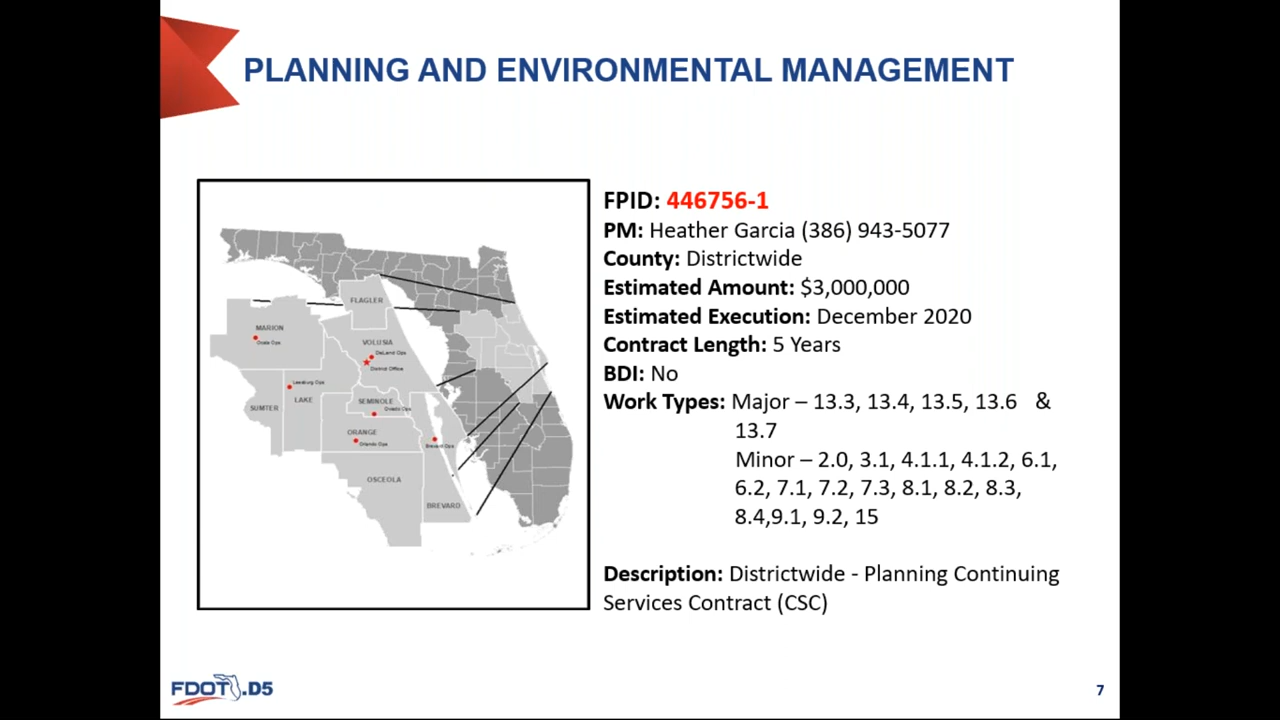 PLANNING AND ENVIRONMENTAL MANAGEMENT
FLAGLER
MARION
Ocala Ops
VOLUSIA
DeLand Ops
District Office
Leesburg Ops
LAKE
SUMTER
SEMINOLE
Oviedo Ops
ORANGE
Orlando Ops
Brevard Ops
OSCEOLA
BREVARD
FPID: 446756-1
PM: Heather Garcia (386) 943-5077
County: Districtwide
Estimated Amount: $3,000,000
Estimated Execution: December 2020
Contract Length: 5 Years
BDI: No
Work Types: Major – 13.3, 13.4, 13.5, 13.6 &
13.7
Minor – 2.0, 3.1, 4.1.1, 4.1.2, 6.1,
6.2, 7.1, 7.2, 7.3, 8.1, 8.2, 8.3,
8.4,9.1, 9.2, 15
Description: Districtwide - Planning Continuing
Services Contract (CSC)
FDOT.D5
7